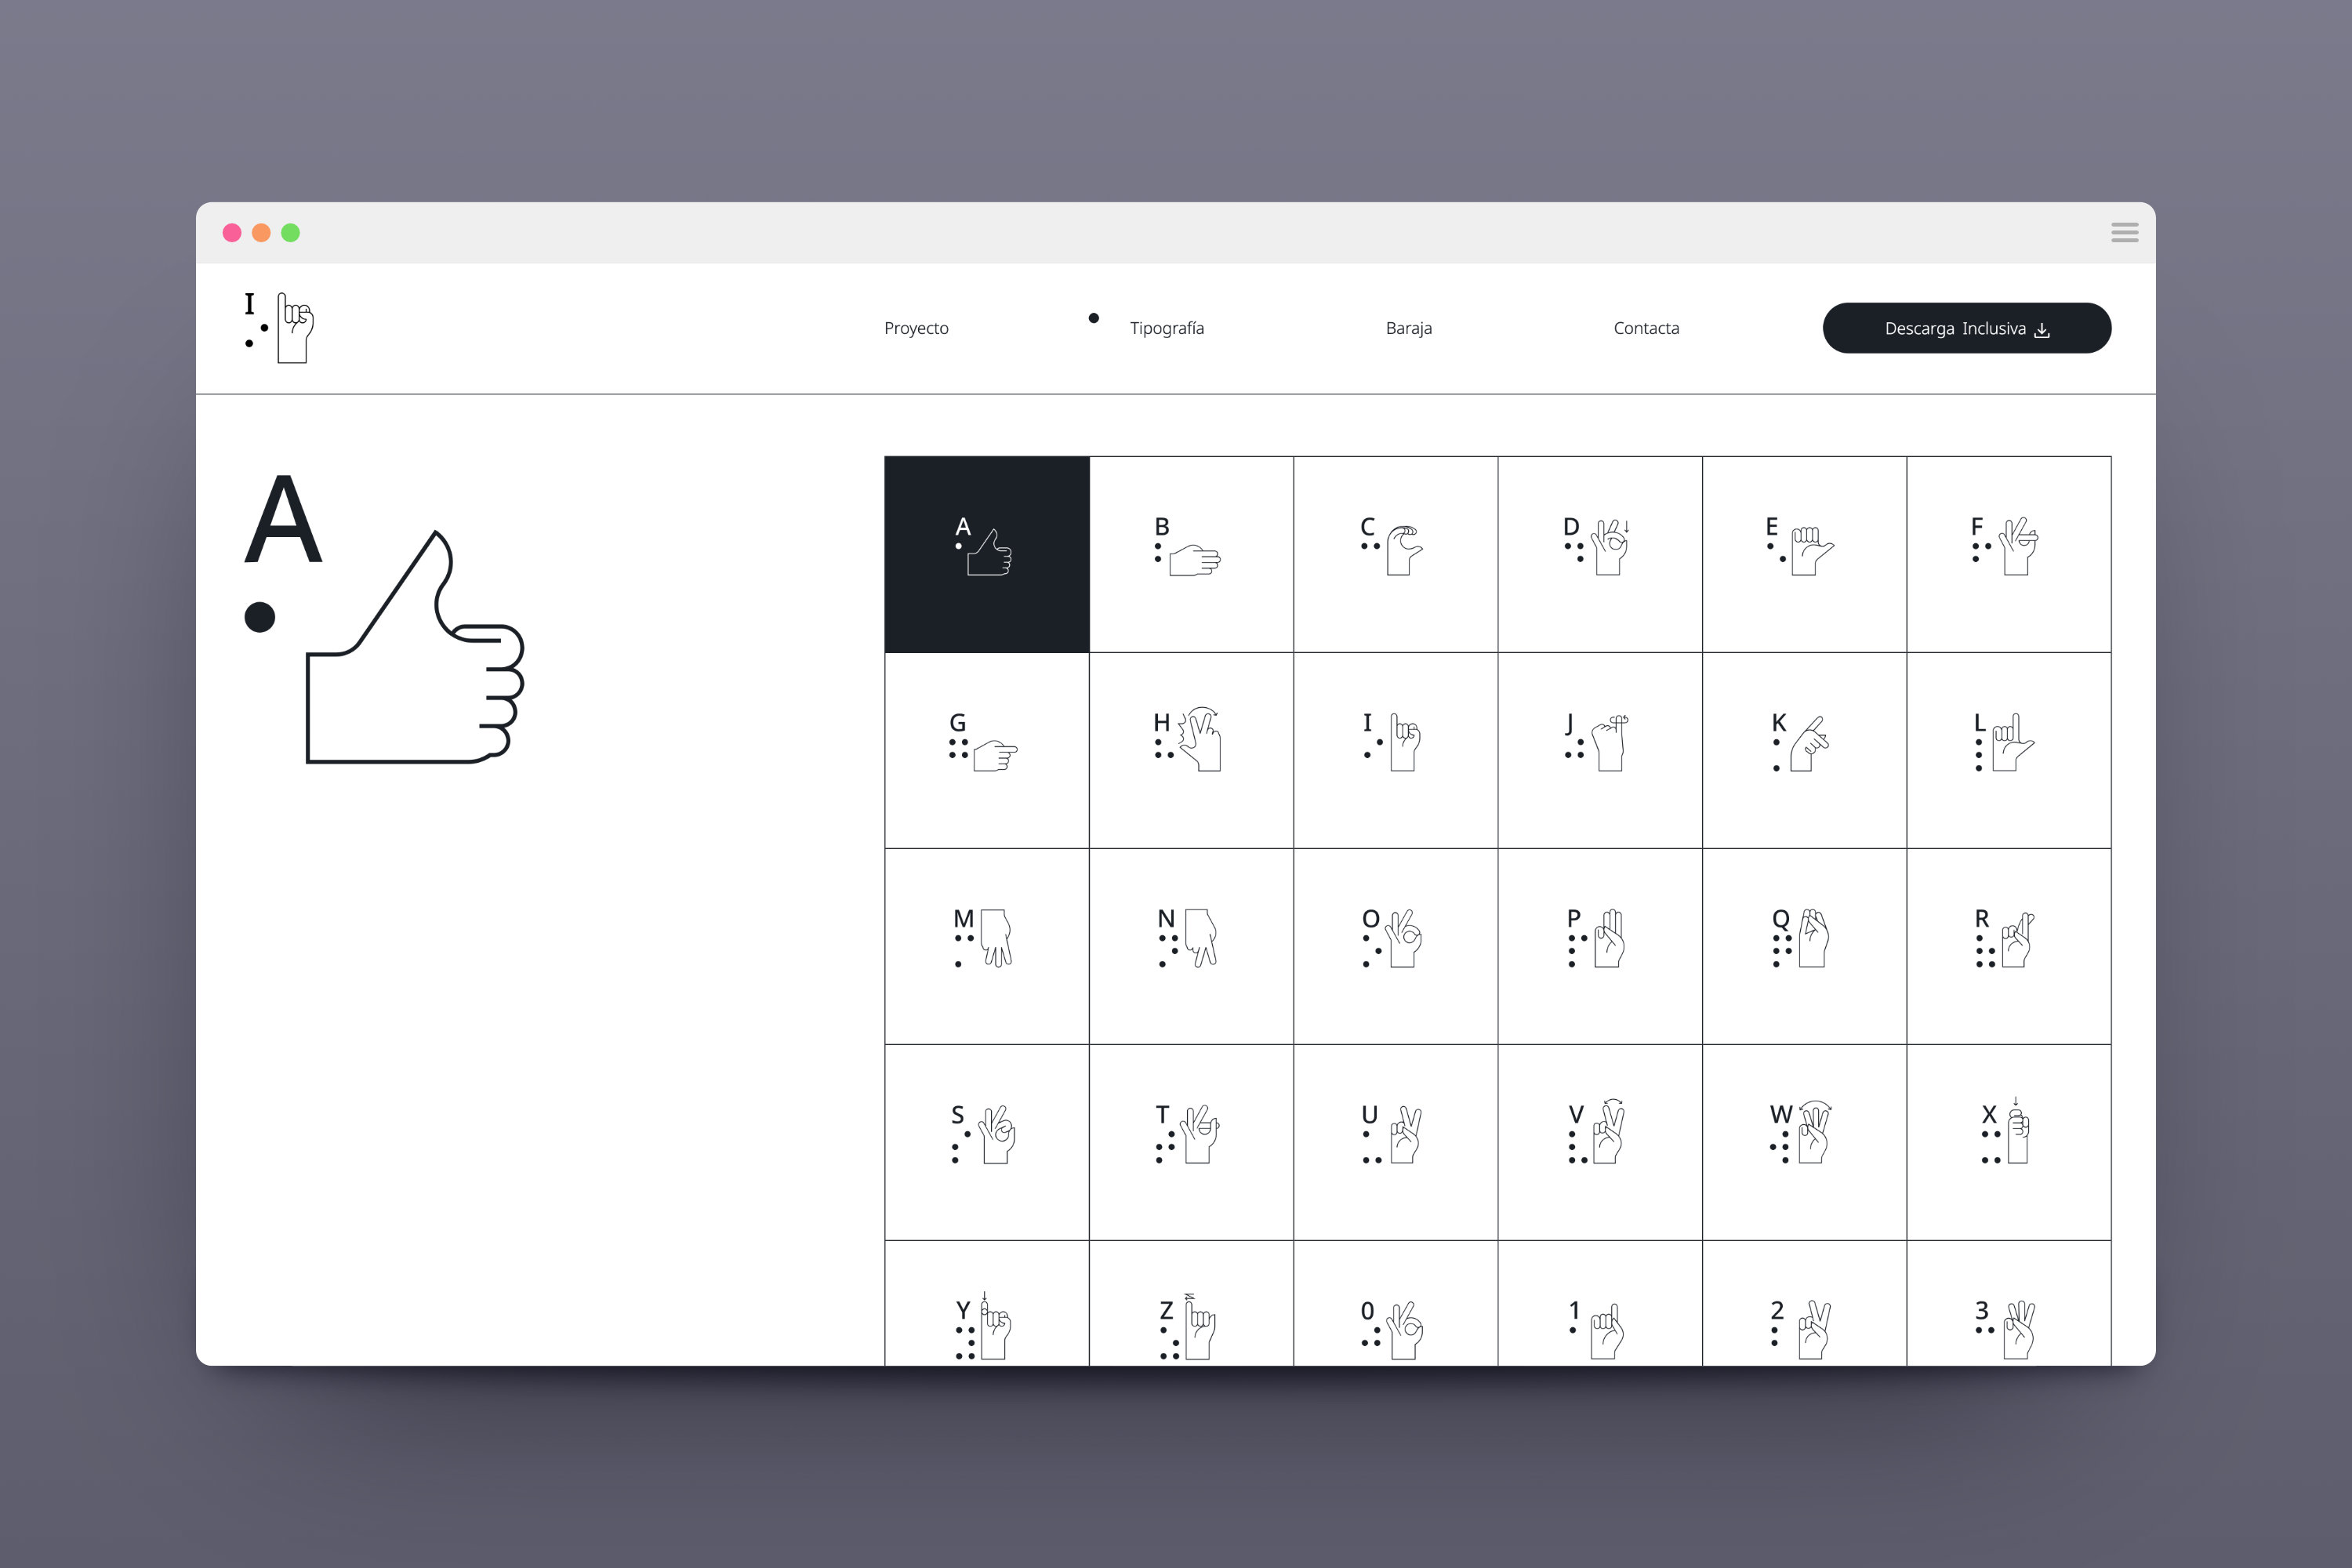 I
Proyecto Tipografía Baraja Contacta Descarga Inclusiva
A
A B C D E F
G H I J K L
M N O P Q R
S T U V W X
Y Z 0 1 2 3